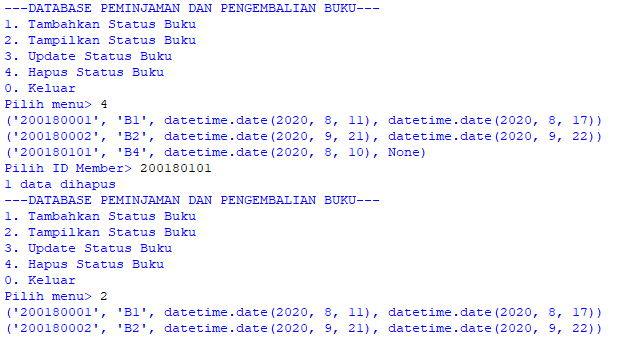 ---DATABASE PEMINJAMAN DAN PENGEMBALIAN BUKU---
1. Tambahkan Status Buku
2. Tampilkan Status Buku
3. Update Status Buku
4. Hapus Status Buku
0. Keluar
Pilih menu> 4
('200180001', 'B1', datetime.date(2020, 8, 11), datetime.date(2020, 8, 17))
('200180002', 'B2', datetime.date(2020, 9, 21), datetime.date(2020, 9, 22))
('200180101', 'B4', datetime.date(2020, 8, 10), None)
Pilih ID Member> 200180101
1 data dihapus
---DATABASE PEMINJAMAN DAN PENGEMBALIAN BUKU---
1. Tambahkan Status Buku
2. Tampilkan Status Buku
3. Update Status Buku
4. Hapus Status Buku
0. Keluar
Pilih menu> 2
('200180001', 'B1', datetime.date(2020, 8, 11), datetime.date(2020, 8, 17))
('200180002', 'B2', datetime.date(2020, 9, 21), datetime.date(2020, 9, 22))